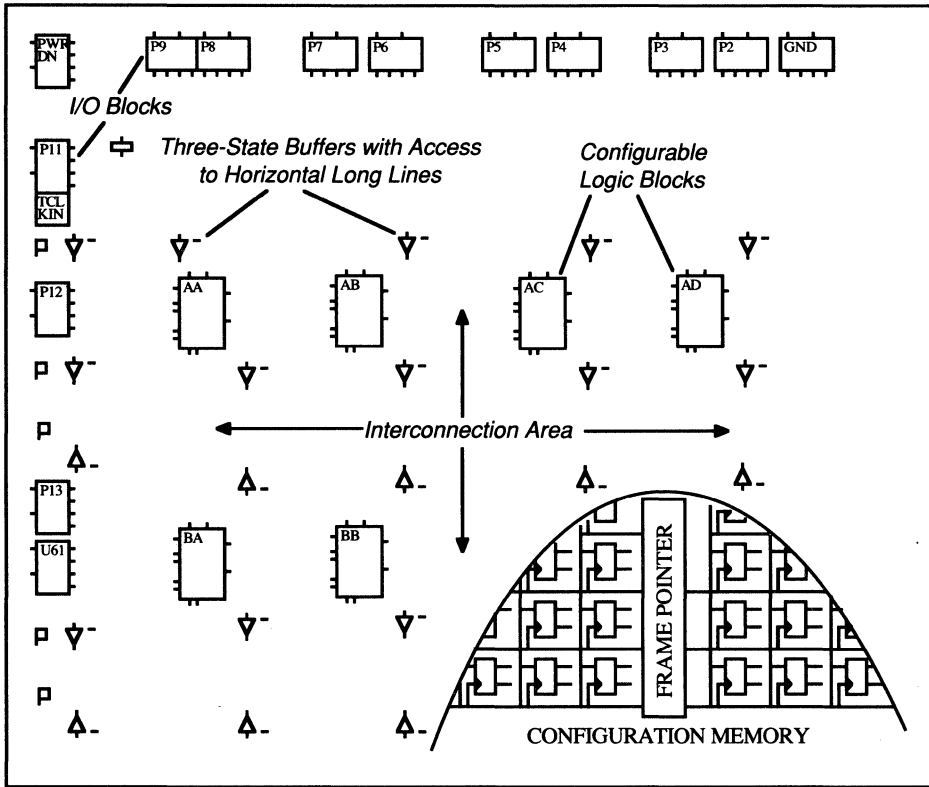 PWR
DN
P9
P8
P7
P6
P5
P4
P3
P2
GND
I/O Blocks
P11
TCL
KIN
Three-State Buffers with Access
to Horizontal Long Lines
Configurable
Logic Blocks
P12
AA
AB
AC
AD
Interconnection Area
P13
U61
BA
BB
FRAME POINTER
CONFIGURATION MEMORY